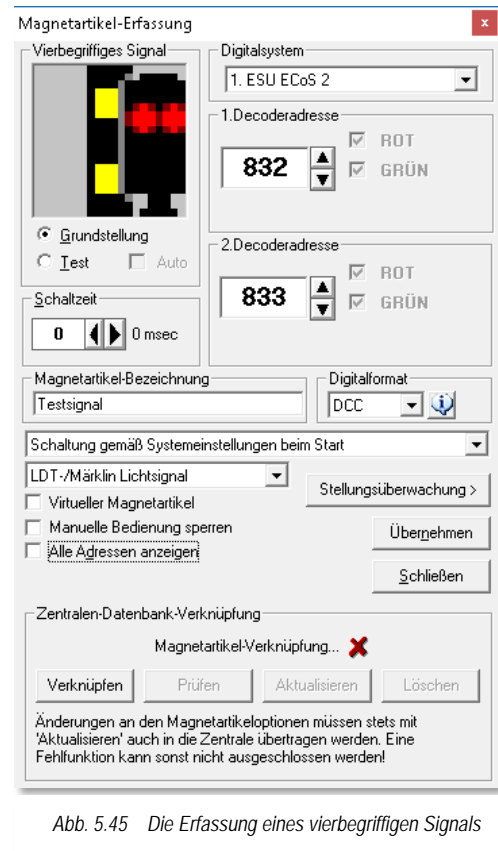 Magnetartikel-Erfassung
x
Vierbegriffiges Signal
Grundstellung
Test
Auto
Schaltzeit
0
0 msec
Digitalsystem
1. ESU ECoS 2
1.Decoderadresse
832
ROT
GRÜN
2.Decoderadresse
833
ROT
GRÜN
Magnetartikel-Bezeichnung
Testsignal
Digitalformat
DCC
Schaltung gemäß Systemeinstellungen beim Start
LDT-/Märklin Lichtsignal
Virtueller Magnetartikel
Manuelle Bedienung sperren
Alle Adressen anzeigen
Stellungsüberwachung >
Übernehmen
Schließen
Zentralen-Datenbank-Verknüpfung
Magnetartikel-Verknüpfung...
Verknüpfen
Prüfen
Aktualisieren
Löschen
Änderungen an den Magnetartikeloptionen müssen stets mit
'Aktualisieren' auch in die Zentrale übertragen werden. Eine
Fehlfunktion kann sonst nicht ausgeschlossen werden!
Abb. 5.45 Die Erfassung eines vierbegriffigen Signals